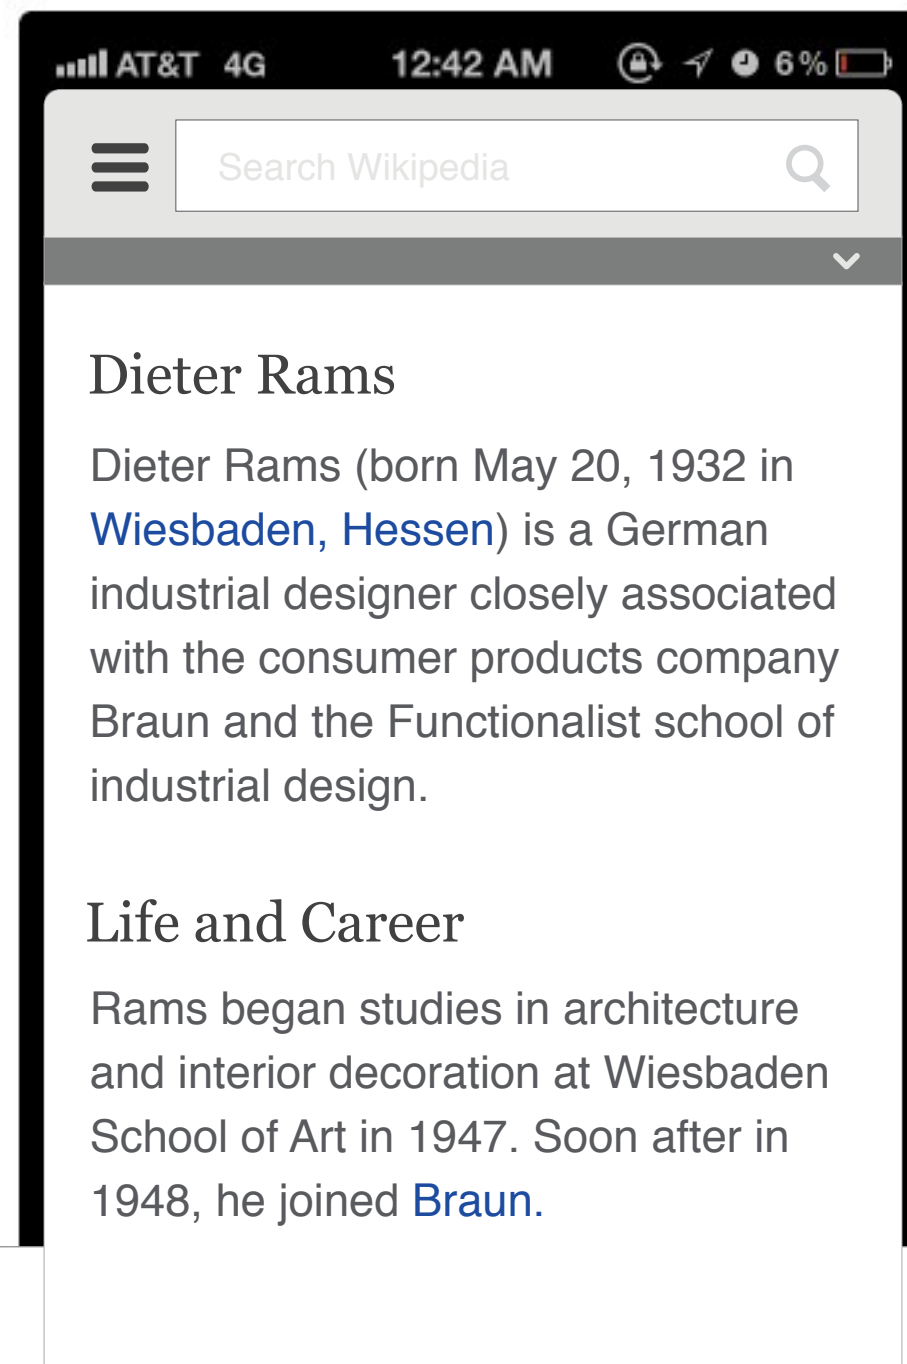 AT&T 4G 12:42 AM 6%
Search Wikipedia
Dieter Rams
Dieter Rams (born May 20, 1932 in
Wiesbaden, Hessen) is a German
industrial designer closely associated
with the consumer products company
Braun and the Functionalist school of
industrial design.
Life and Career
Rams began studies in architecture
and interior decoration at Wiesbaden
School of Art in 1947. Soon after in
1948, he joined Braun.